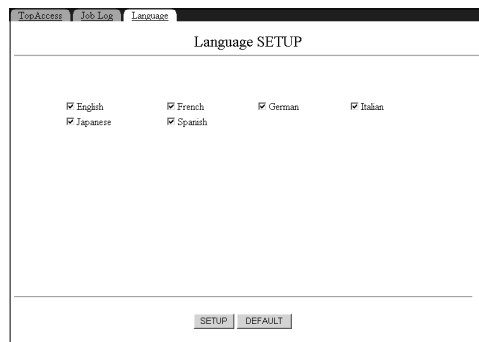 TopAccess Job Log Language
Language SETUP
English French German Italian
Japanese Spanish
SETUP DEFAULT